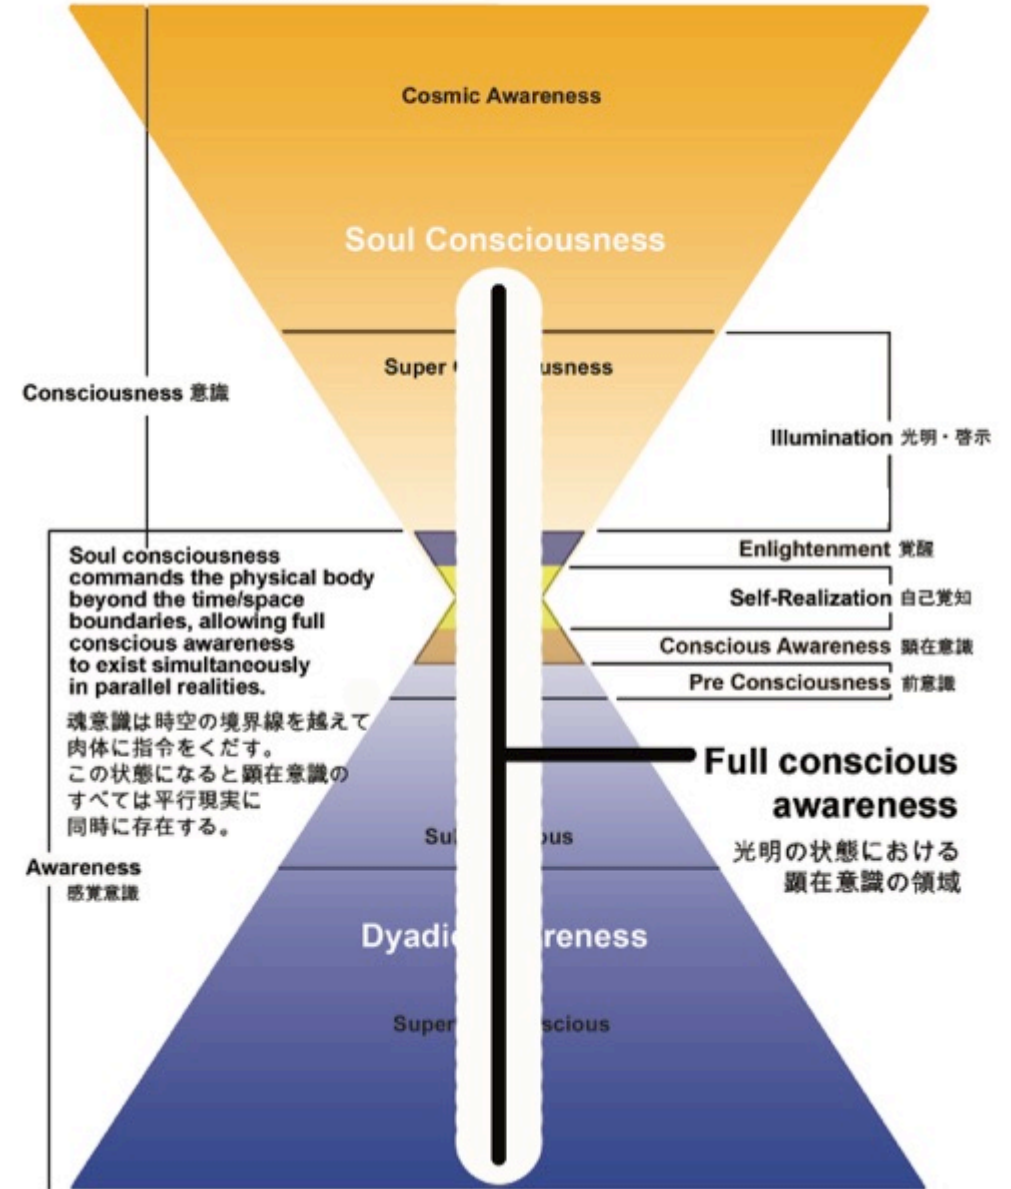 Cosmic Awareness
Soul Consciousness
Super usness
Consciousness 意識
Illumination 光明・啓示
Enlightenment 覚醒
Self-Realization 自己覚知
Conscious Awareness 顕在意識
Pre Consciousness 前意識
Soul consciousness
commands the physical body
beyond the time/space
boundaries, allowing full
conscious awareness
to exist simultaneously
in parallel realities.
魂意識は時空の境界線を越えて
肉体に指令をくだす。
この状態になると顕在意識の
すべては平行現実に
同時に存在する。
Full conscious
awareness
光明の状態における
顕在意識の領域
Su ous
Awareness
感覚意識
Dyadi reness
Super scious